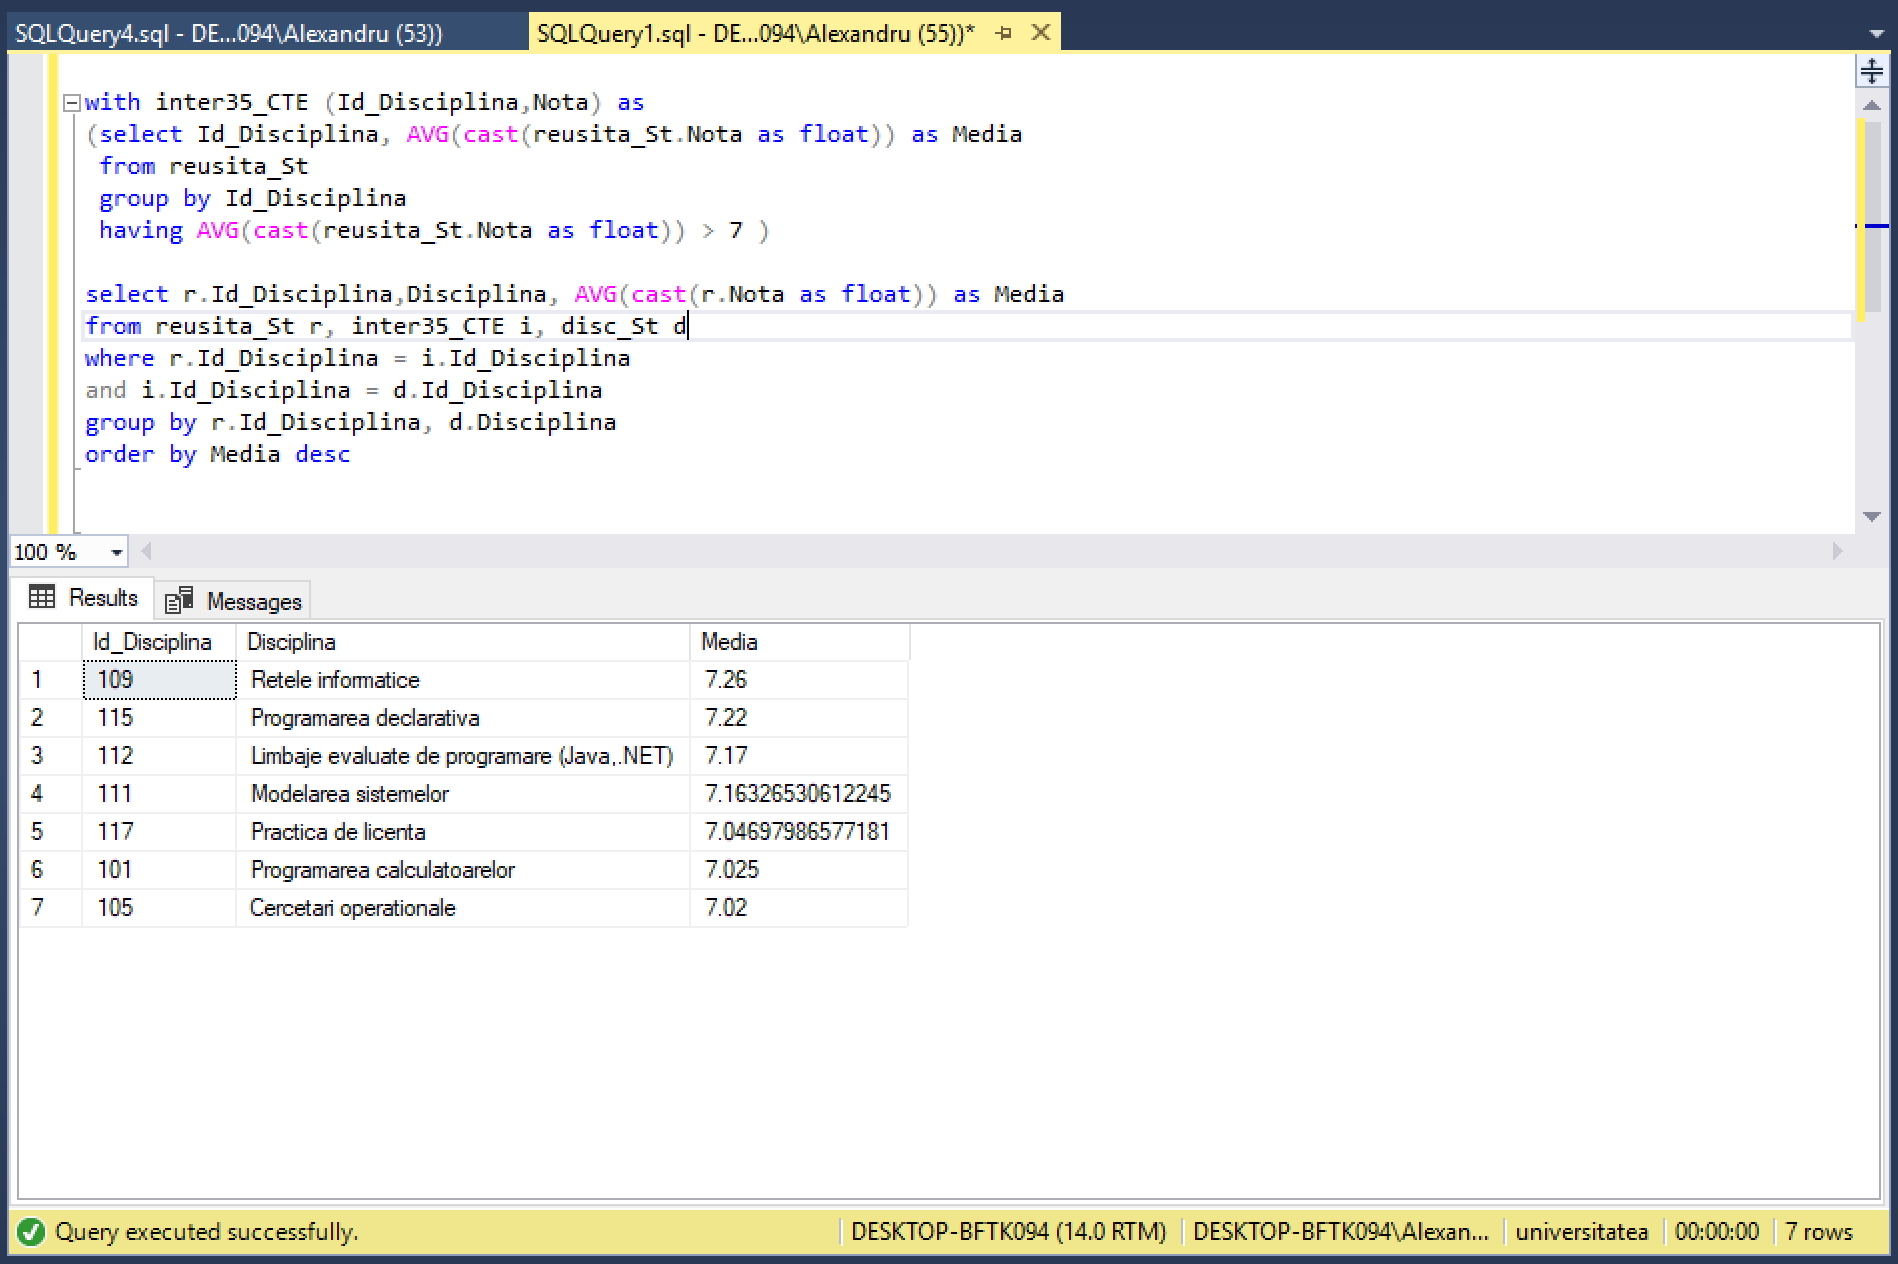 SQLQuery4.sql - DE...094\Alexandru (53))
SQLQuery1.sql - DE...094\Alexandru (55))*
with inter35_CTE (Id_Disciplina,Nota) as
(select Id_Disciplina, AVG(cast(reusita_St.Nota as float)) as Media
from reusita_St
group by Id_Disciplina
having AVG(cast(reusita_St.Nota as float)) > 7 )
select r.Id_Disciplina,Disciplina, AVG(cast(r.Nota as float)) as Media
from reusita_St r, inter35_CTE i, disc_St d
where r.Id_Disciplina = i.Id_Disciplina
and i.Id_Disciplina = d.Id_Disciplina
group by r.Id_Disciplina, d.Disciplina
order by Media desc
100 %
Results Messages
Id_Disciplina Disciplina Media
1 109 Retele informatice 7.26
2 115 Programarea declarativa 7.22
3 112 Limbaje evaluate de programare (Java,.NET) 7.17
4 111 Modelarea sistemelor 7.16326530612245
5 117 Practica de licenta 7.04697986577181
6 101 Programarea calculatoarelor 7.025
7 105 Cercetari operationale 7.02
Query executed successfully. DESKTOP-BFTK094 (14.0 RTM) DESKTOP-BFTK094\Alexan... universitatea 00:00:00 7 rows